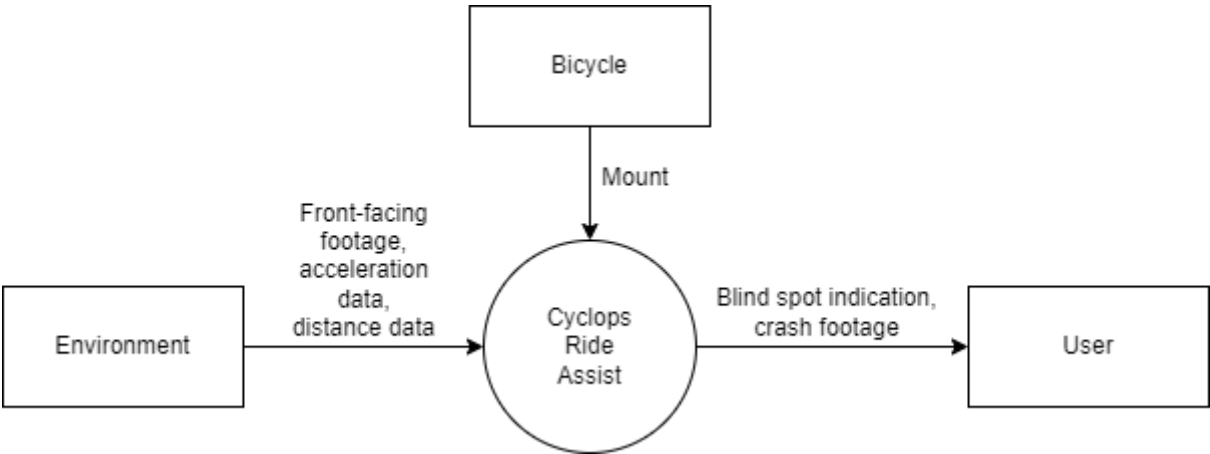 Bicycle
Mount
Front-facing
footage,
acceleration
data,
distance data
Environment
Cyclops
Ride
Assist
Blind spot indication,
crash footage
User